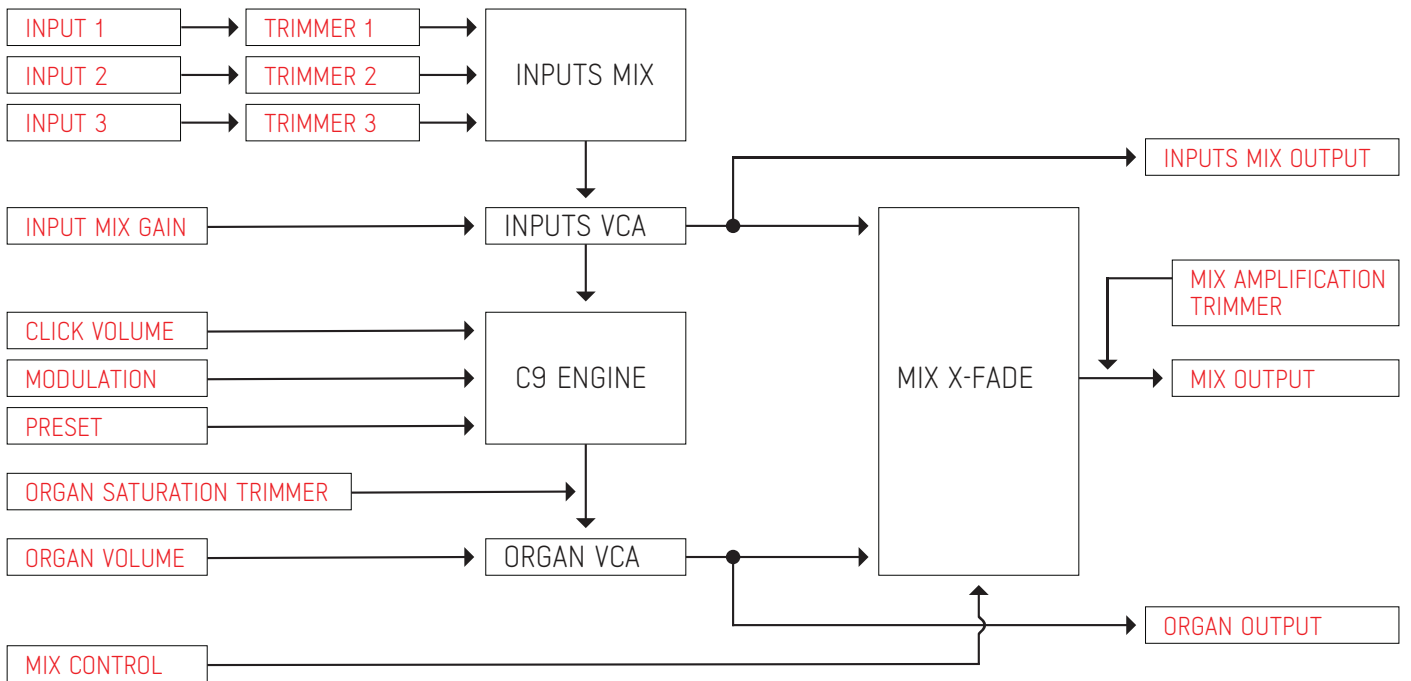 INPUT 1
TRIMMER 1
INPUT 2
TRIMMER 2
INPUTS MIX
INPUT 3
TRIMMER 3
INPUTS MIX OUTPUT
INPUT MIX GAIN
INPUTS VCA
MIX AMPLIFICATION
TRIMMER
CLICK VOLUME
MODULATION
C9 ENGINE
MIX X-FADE
MIX OUTPUT
PRESET
ORGAN SATURATION TRIMMER
ORGAN VOLUME
ORGAN VCA
ORGAN OUTPUT
MIX CONTROL